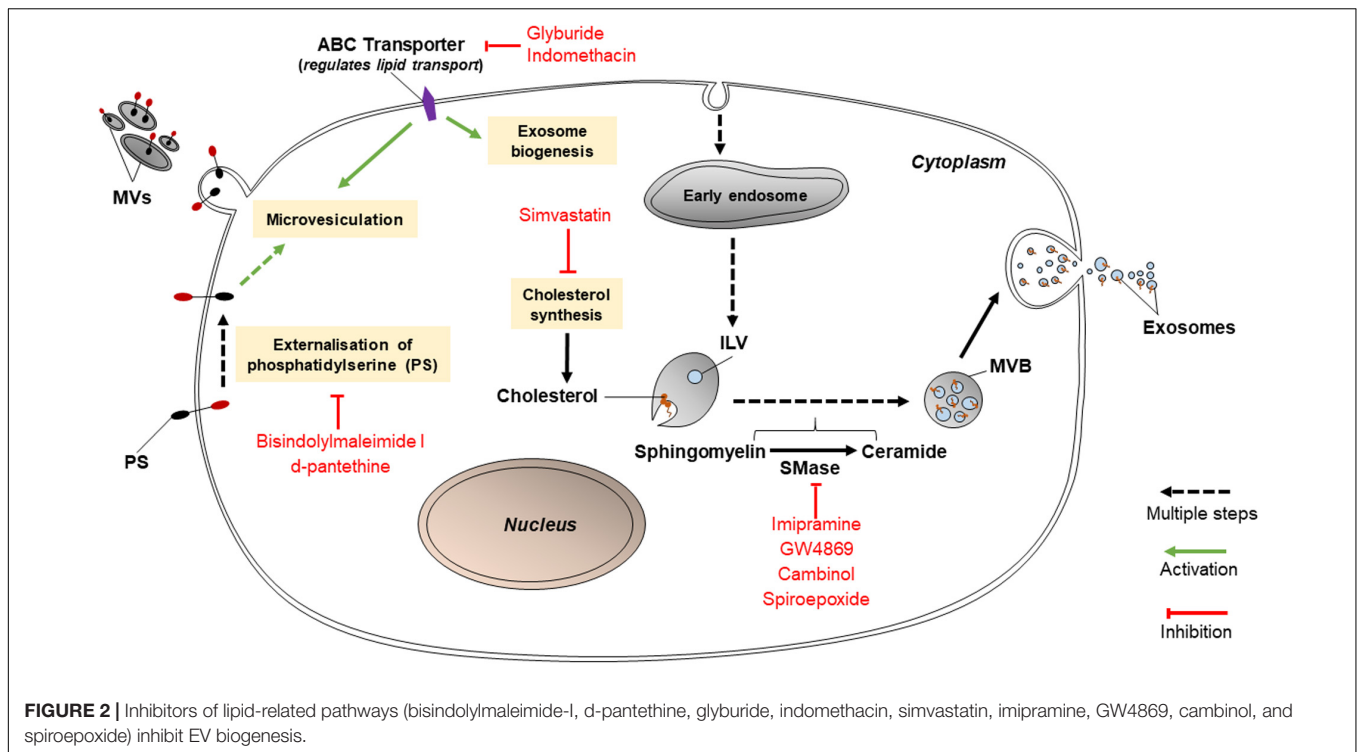 ABC Transporter
(regulates lipid transport)
Glyburide
Indomethacin
MVs
Exosome
biogenesis
Cytoplasm
Early endosome
Microvesiculation
Simvastatin
Cholesterol
synthesis
Exosomes
Externalisation of
phosphatidylserine (PS)
ILV
MVB
Cholesterol
Bisindolylmaleimide I
d-pantethine
PS
Sphingomyelin
Ceramide
SMase
Nucleus
Imipramine
GW4869
Cambinol
Spiroepoxide
Multiple steps
Activation
Inhibition
FIGURE 2 | Inhibitors of lipid-related pathways (bisindolylmaleimide-I, d-pantethine, glyburide, indomethacin, simvastatin, imipramine, GW4869, cambinol, and
spiroepoxide) inhibit EV biogenesis.